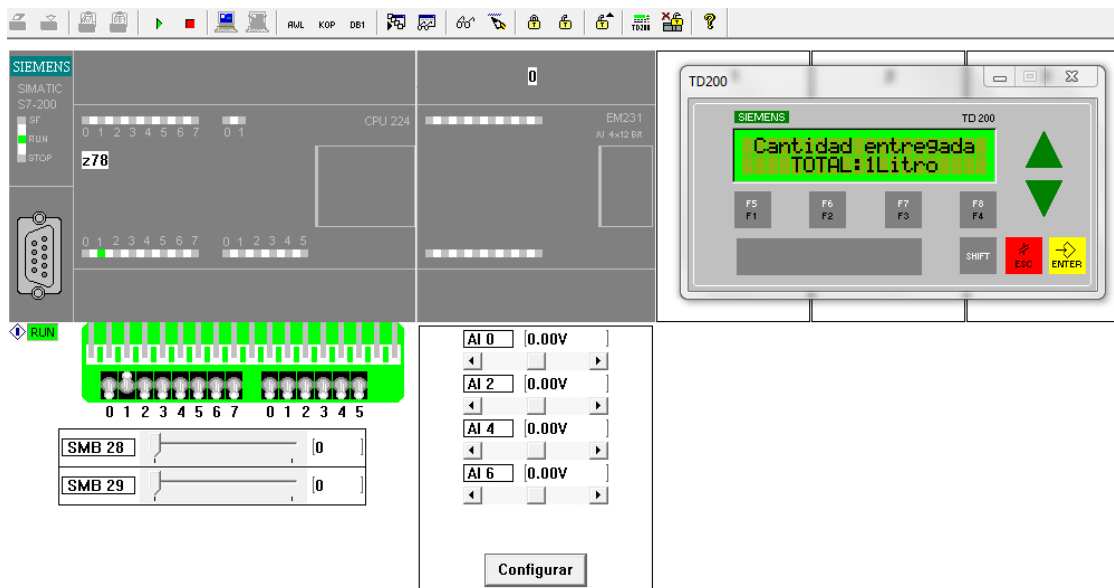 AWL KOP DB1 TD200
SIEMENS
SIMATIC
S7-200
SF
RUN
STOP
0 1 2 3 4 5 6 7 0 1
CPU 224
z78
0 1 2 3 4 5 6 7 0 1 2 3 4 5
0
EM231
AI 4x12 Bit
TD200
SIEMENS TD 200
Cantidad entregada
TOTAL:1Litro
F5 F6 F7 F8
F1 F2 F3 F4
SHIFT ESC ENTER
RUN
0 1 2 3 4 5 6 7 0 1 2 3 4 5
SMB 28 [0 ]
SMB 29 [0 ]
AI 0 [0.00V ]
AI 2 [0.00V ]
AI 4 [0.00V ]
AI 6 [0.00V ]
Configurar